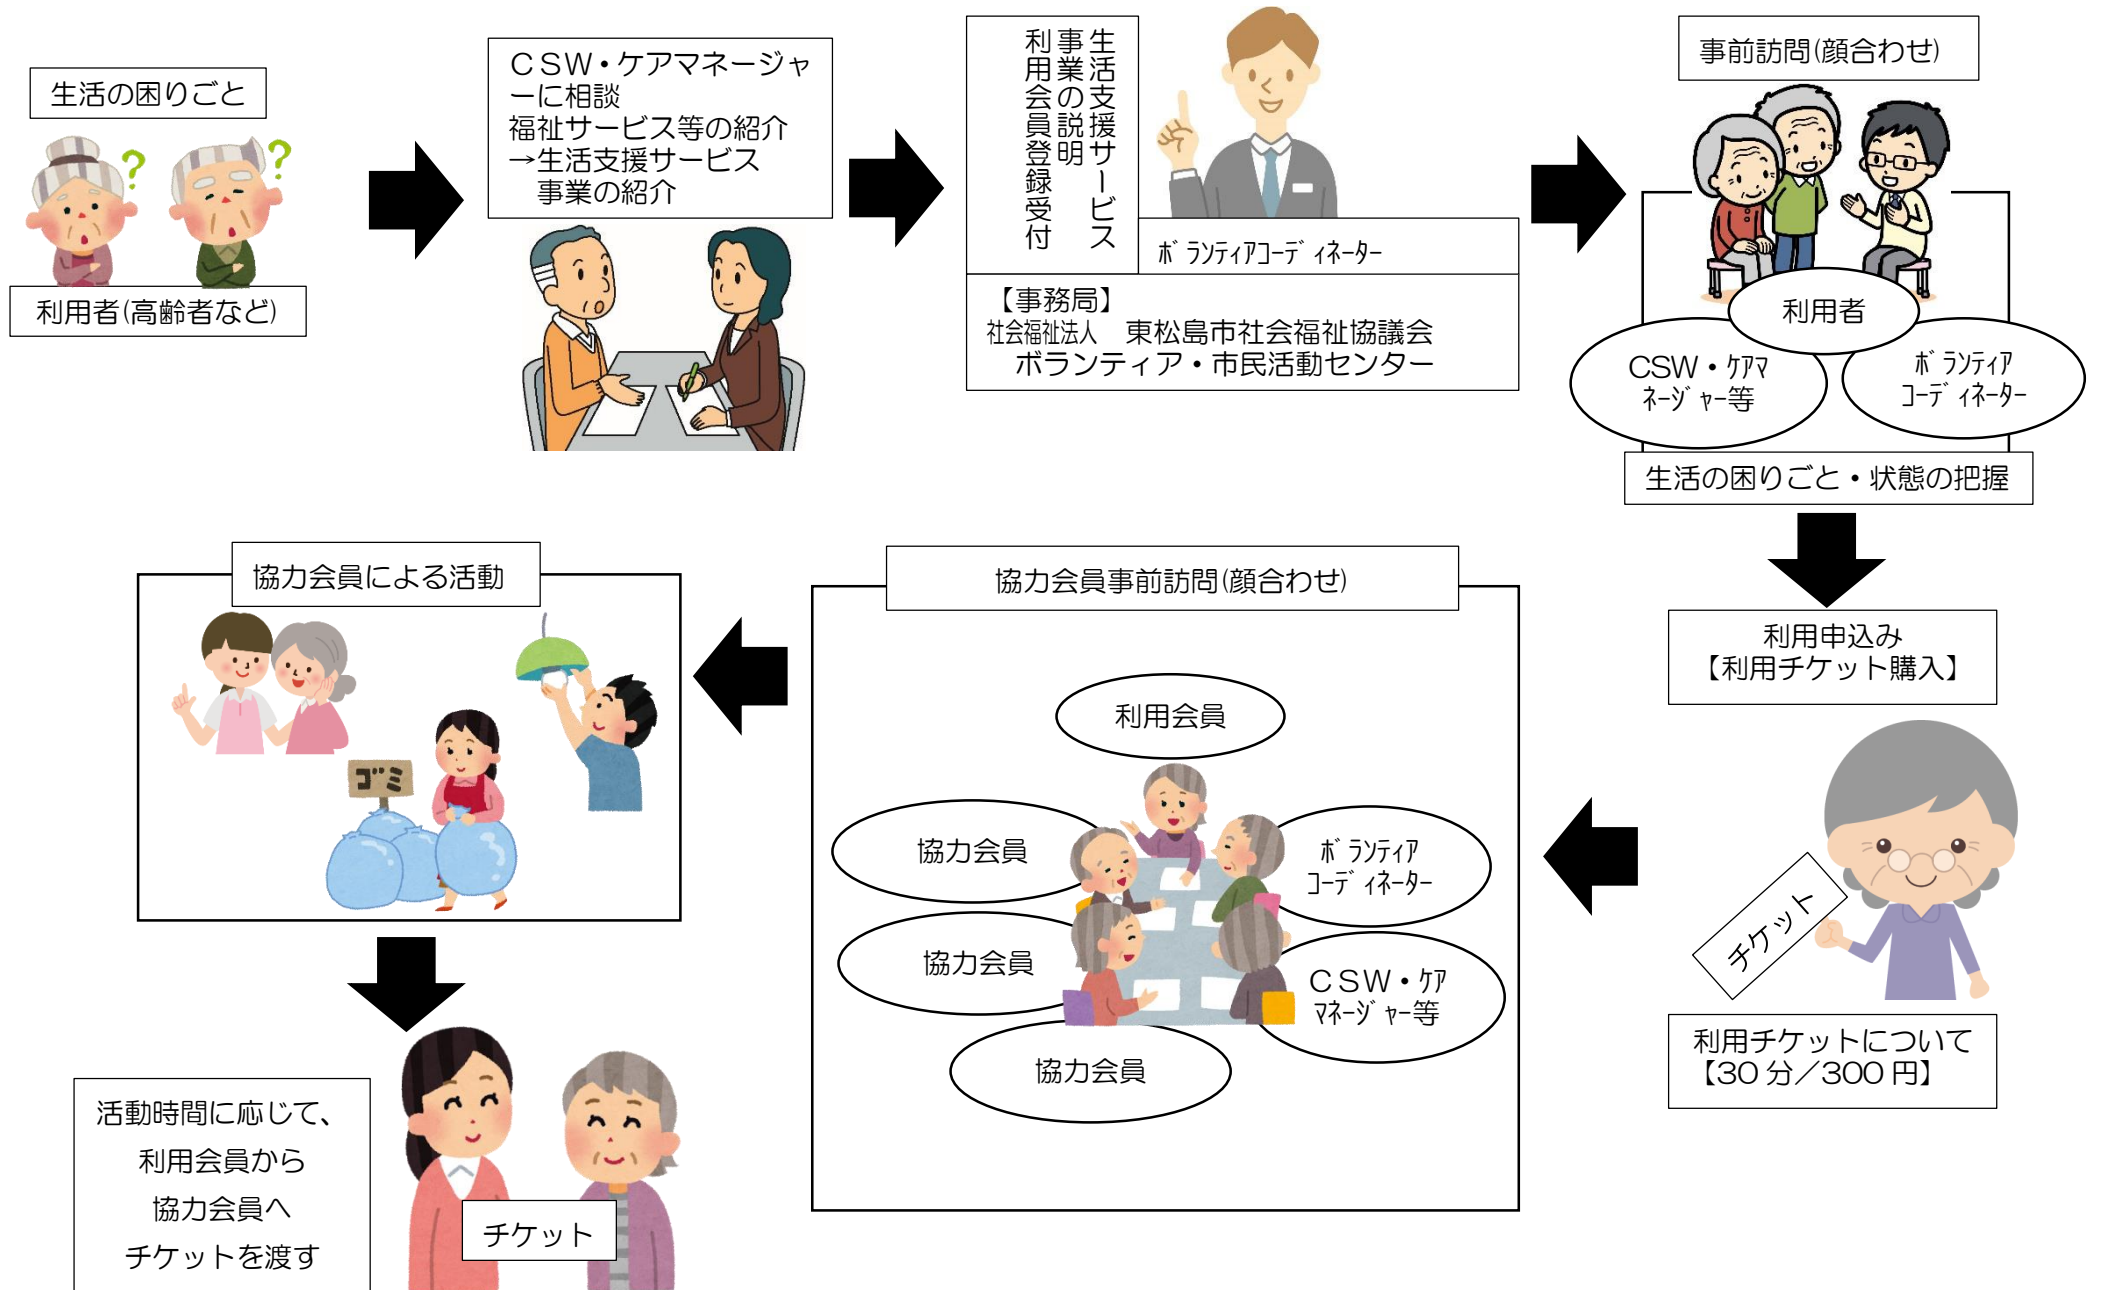 生活の困りごと
利用者(高齢者など)
CSW・ケアマネージャ
ーに相談
福祉サービス等の紹介
→生活支援サービス
事業の紹介
生活支援サービス
事業の説明
利用会員登録受付
ﾎﾞﾗﾝﾃｨｱｺｰﾃﾞｨﾈｰﾀｰ
【事務局】
社会福祉法人　東松島市社会福祉協議会
ボランティア・市民活動センター
事前訪問(顔合わせ)
利用者
CSW・ｹｱﾏ
ﾈｰｼﾞｬｰ等
ﾎﾞﾗﾝﾃｨｱ
ｺｰﾃﾞｨﾈｰﾀｰ
生活の困りごと・状態の把握
利用申込み
【利用チケット購入】
チケット
利用チケットについて
【30分／300円】
協力会員事前訪問(顔合わせ)
利用会員
協力会員
ﾎﾞﾗﾝﾃｨｱ
ｺｰﾃﾞｨﾈｰﾀｰ
協力会員
CSW・ｹｱ
ﾏﾈｰｼﾞｬｰ等
協力会員
協力会員による活動
ゴミ
活動時間に応じて、
利用会員から
協力会員へ
チケットを渡す
チケット